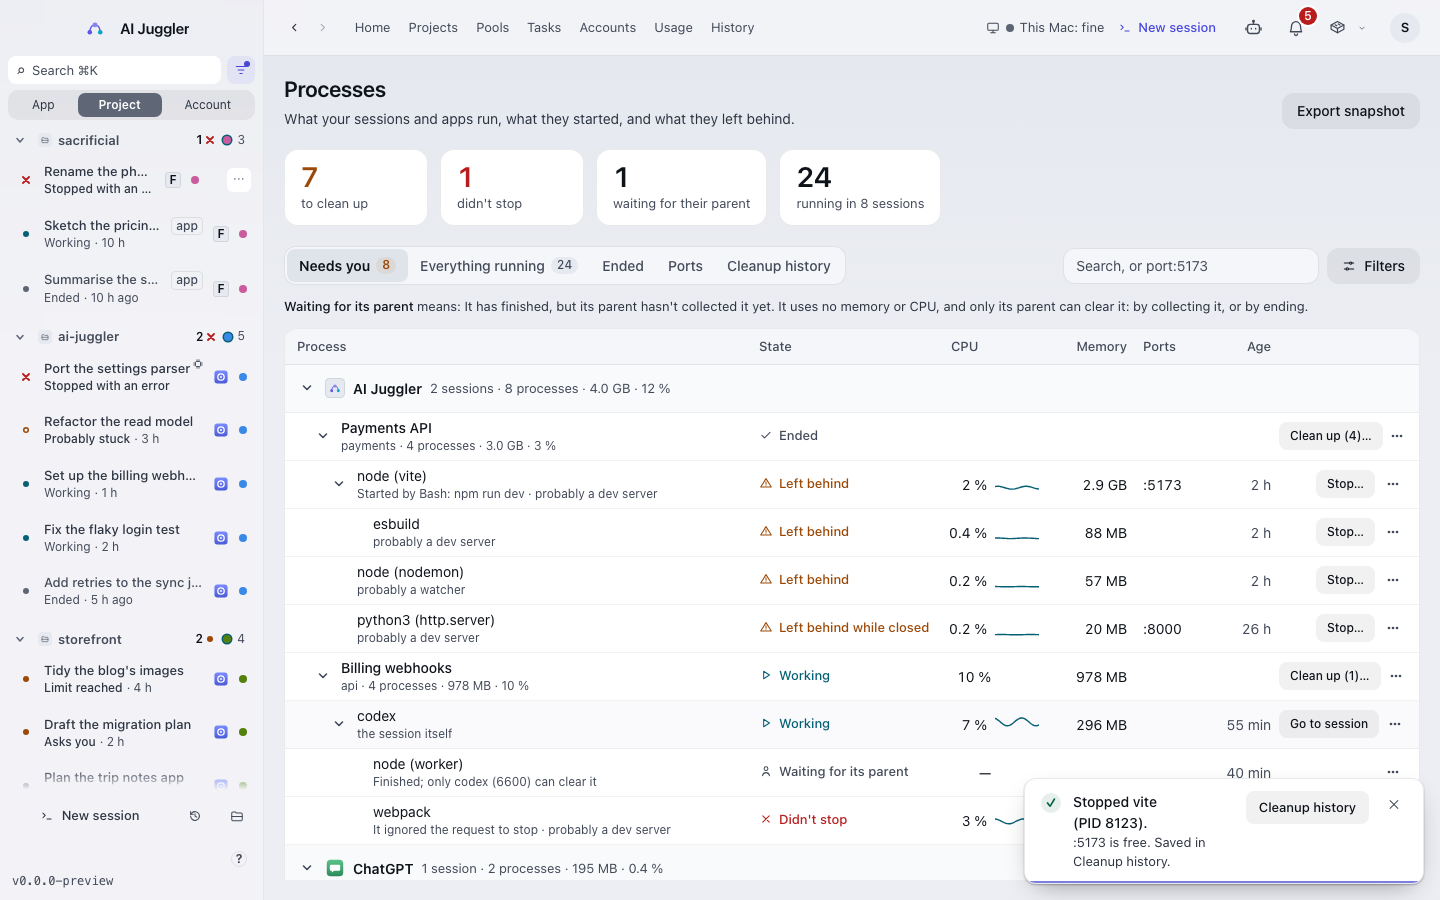 AI Juggler
Search ⌘K
App Project Account
sacrificial 1 3
Rename the ph... F
Stopped with an ...
Sketch the pricin... app F
Working · 10 h
Summarise the s... app F
Ended · 10 h ago
ai-juggler 2 5
Port the settings parser
Stopped with an error
Refactor the read model
Probably stuck · 3 h
Set up the billing webh...
Working · 1 h
Fix the flaky login test
Working · 2 h
Add retries to the sync j...
Ended · 5 h ago
storefront 2 4
Tidy the blog's images
Limit reached · 4 h
Draft the migration plan
Asks you · 2 h
Plan the trip notes app
New session
?
v0.0.0-preview
Home Projects Pools Tasks Accounts Usage History
This Mac: fine New session 5 S
Processes
What your sessions and apps run, what they started, and what they left behind.
Export snapshot
7 to clean up
1 didn't stop
1 waiting for their parent
24 running in 8 sessions
Needs you 8 Everything running 24 Ended Ports Cleanup history
Search, or port:5173 Filters
Waiting for its parent means: It has finished, but its parent hasn't collected it yet. It uses no memory or CPU, and only its parent can clear it: by collecting it, or by ending.
Process State CPU Memory Ports Age
AI Juggler 2 sessions · 8 processes · 4.0 GB · 12 %
Payments API Ended Clean up (4)...
payments · 4 processes · 3.0 GB · 3 %
node (vite) Left behind 2 % 2.9 GB :5173 2 h Stop...
Started by Bash: npm run dev · probably a dev server
esbuild Left behind 0.4 % 88 MB 2 h Stop...
probably a dev server
node (nodemon) Left behind 0.2 % 57 MB 2 h Stop...
probably a watcher
python3 (http.server) Left behind while closed 0.2 % 20 MB :8000 26 h Stop...
probably a dev server
Billing webhooks Working 10 % 978 MB Clean up (1)...
api · 4 processes · 978 MB · 10 %
codex Working 7 % 296 MB 55 min Go to session
the session itself
node (worker) Waiting for its parent — 40 min
Finished; only codex (6600) can clear it
webpack Didn't stop 3 %
It ignored the request to stop · probably a dev server
ChatGPT 1 session · 2 processes · 195 MB · 0.4 %
Stopped vite
(PID 8123).
:5173 is free. Saved in
Cleanup history.
Cleanup history